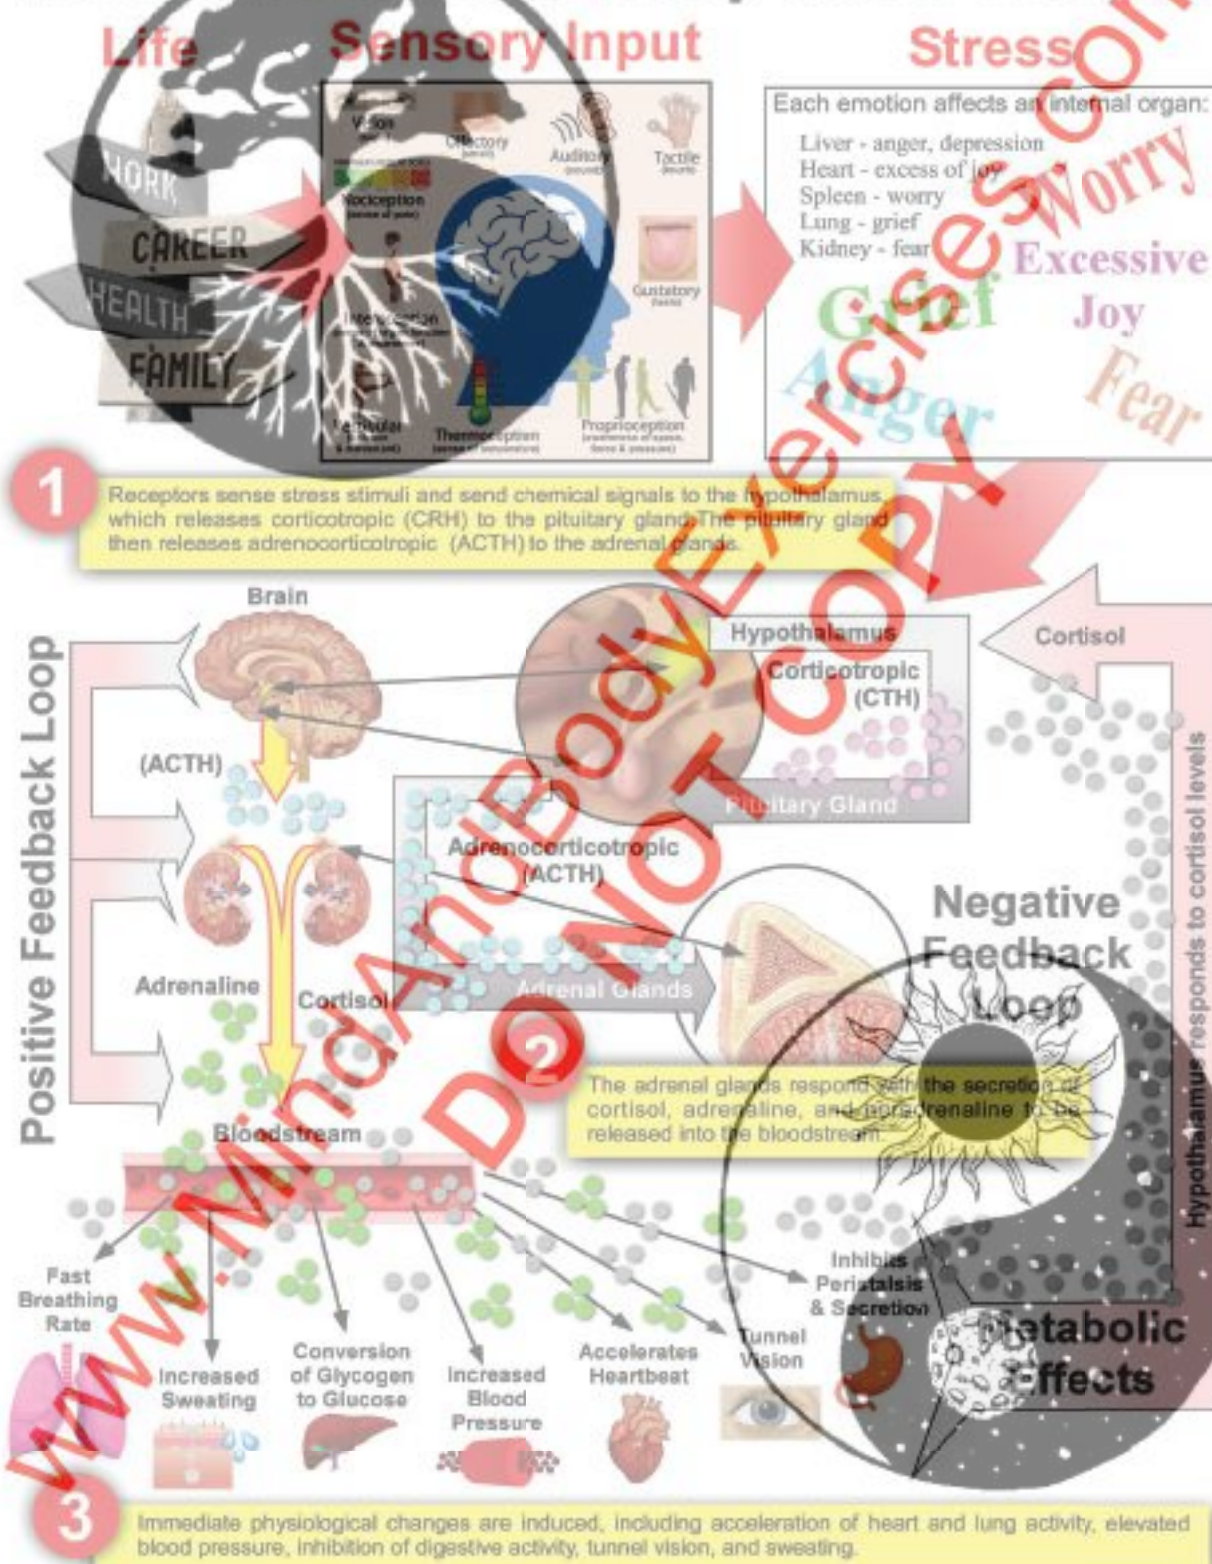 Life
Sensory Input
Stress
WORK
CAREER
HEALTH
FAMILY
Vision
Olfactory
Auditory
Tactile
Nociception
(sense of pain)
Gustatory
Thermoception
Proprioception
Each emotion affects an internal organ:
Liver - anger, depression
Heart - excess of joy
Spleen - worry
Lung - grief
Kidney - fear
Worry
Excessive
Joy
Grief
Anger
Fear
1
Receptors sense stress stimuli and send chemical signals to the hypothalamus,
which releases corticotropic (CRH) to the pituitary gland. The pituitary gland
then releases adrenocorticotropic (ACTH) to the adrenal glands.
Positive Feedback Loop
Brain
(ACTH)
Hypothalamus
Corticotropic
(CTH)
Pituitary Gland
Cortisol
Adrenocorticotropic
(ACTH)
Adrenal Glands
Adrenaline
Cortisol
Negative
Feedback
Loop
Hypothalamus responds to cortisol levels
2
The adrenal glands respond with the secretion of
cortisol, adrenaline, and noradrenaline to be
released into the bloodstream.
Bloodstream
Fast
Breathing
Rate
Increased
Sweating
Conversion
of Glycogen
to Glucose
Increased
Blood
Pressure
Accelerates
Heartbeat
Tunnel
Vision
Inhibits
Peristalsis
& Secretion
Metabolic
Effects
3
Immediate physiological changes are induced, including acceleration of heart and lung activity, elevated
blood pressure, inhibition of digestive activity, tunnel vision, and sweating.
www.MindAndBodyExercises.com
DO NOT COPY